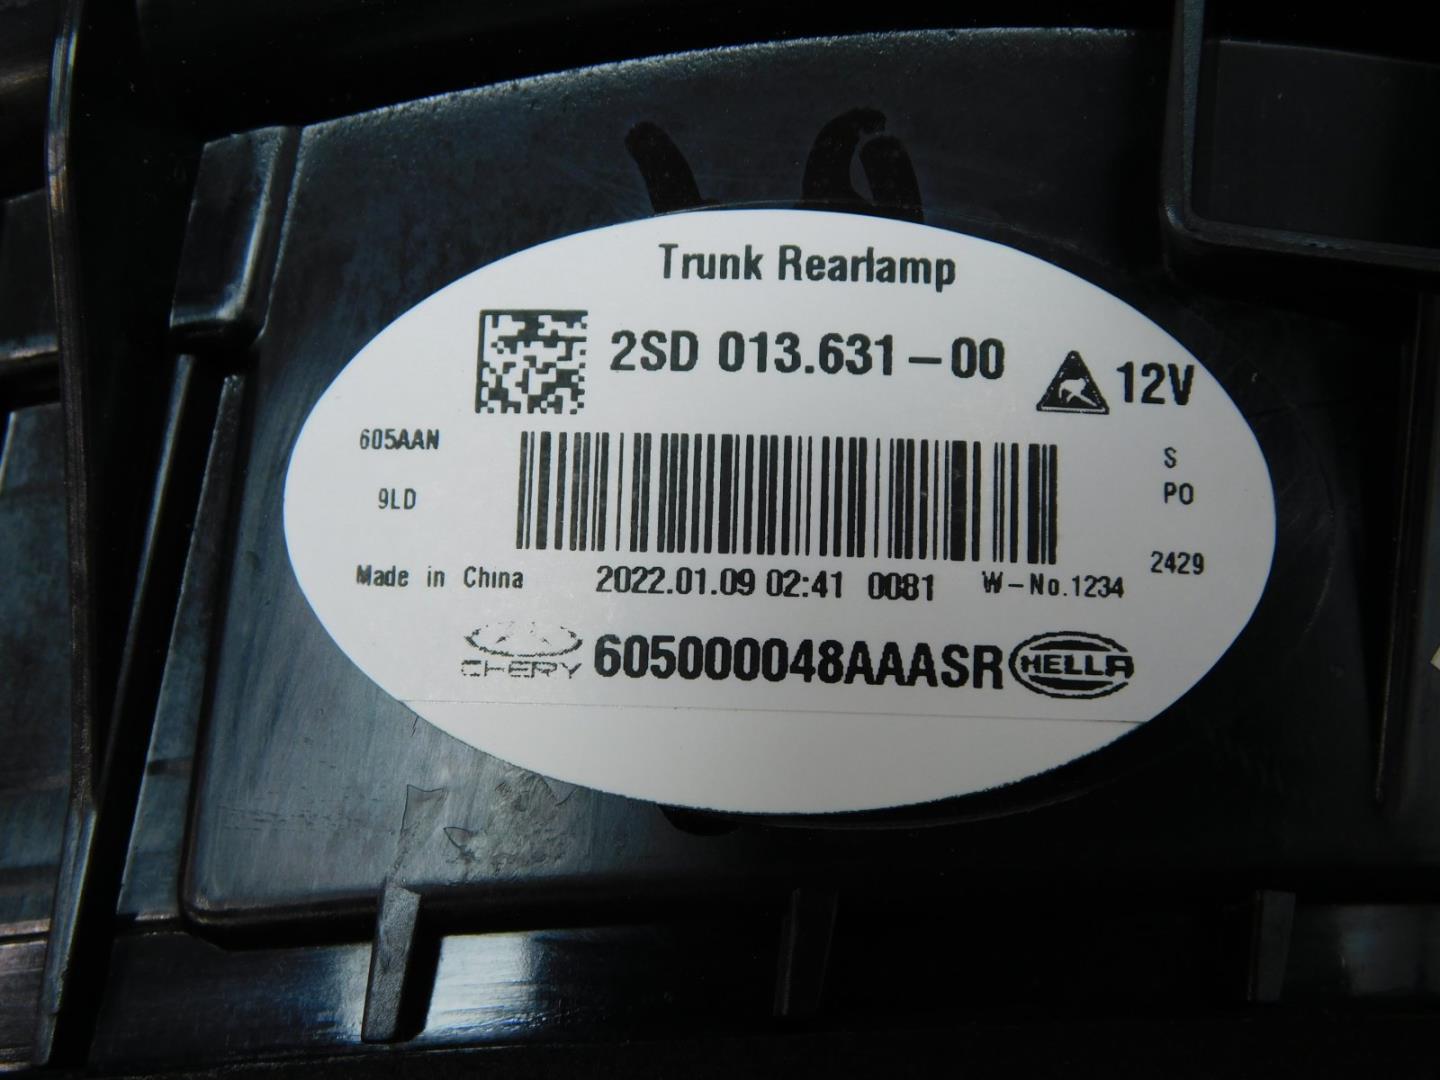 Trunk Rearlamp
2SD 013.631-00 12V
605AAN S
9LD PO
2429
Made in China 2022.01.09 02:41 0081 W-No.1234
CHERY 605000048AAASR HELLA